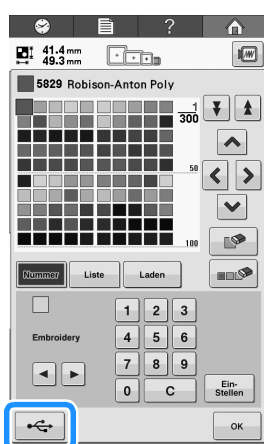 ?
41.4 mm
49.3 mm
5829 Robison-Anton Poly
1
300
50
100
Nummer Liste Laden
1 2 3
Embroidery 4 5 6
7 8 9
0 C Ein-
Stellen
OK